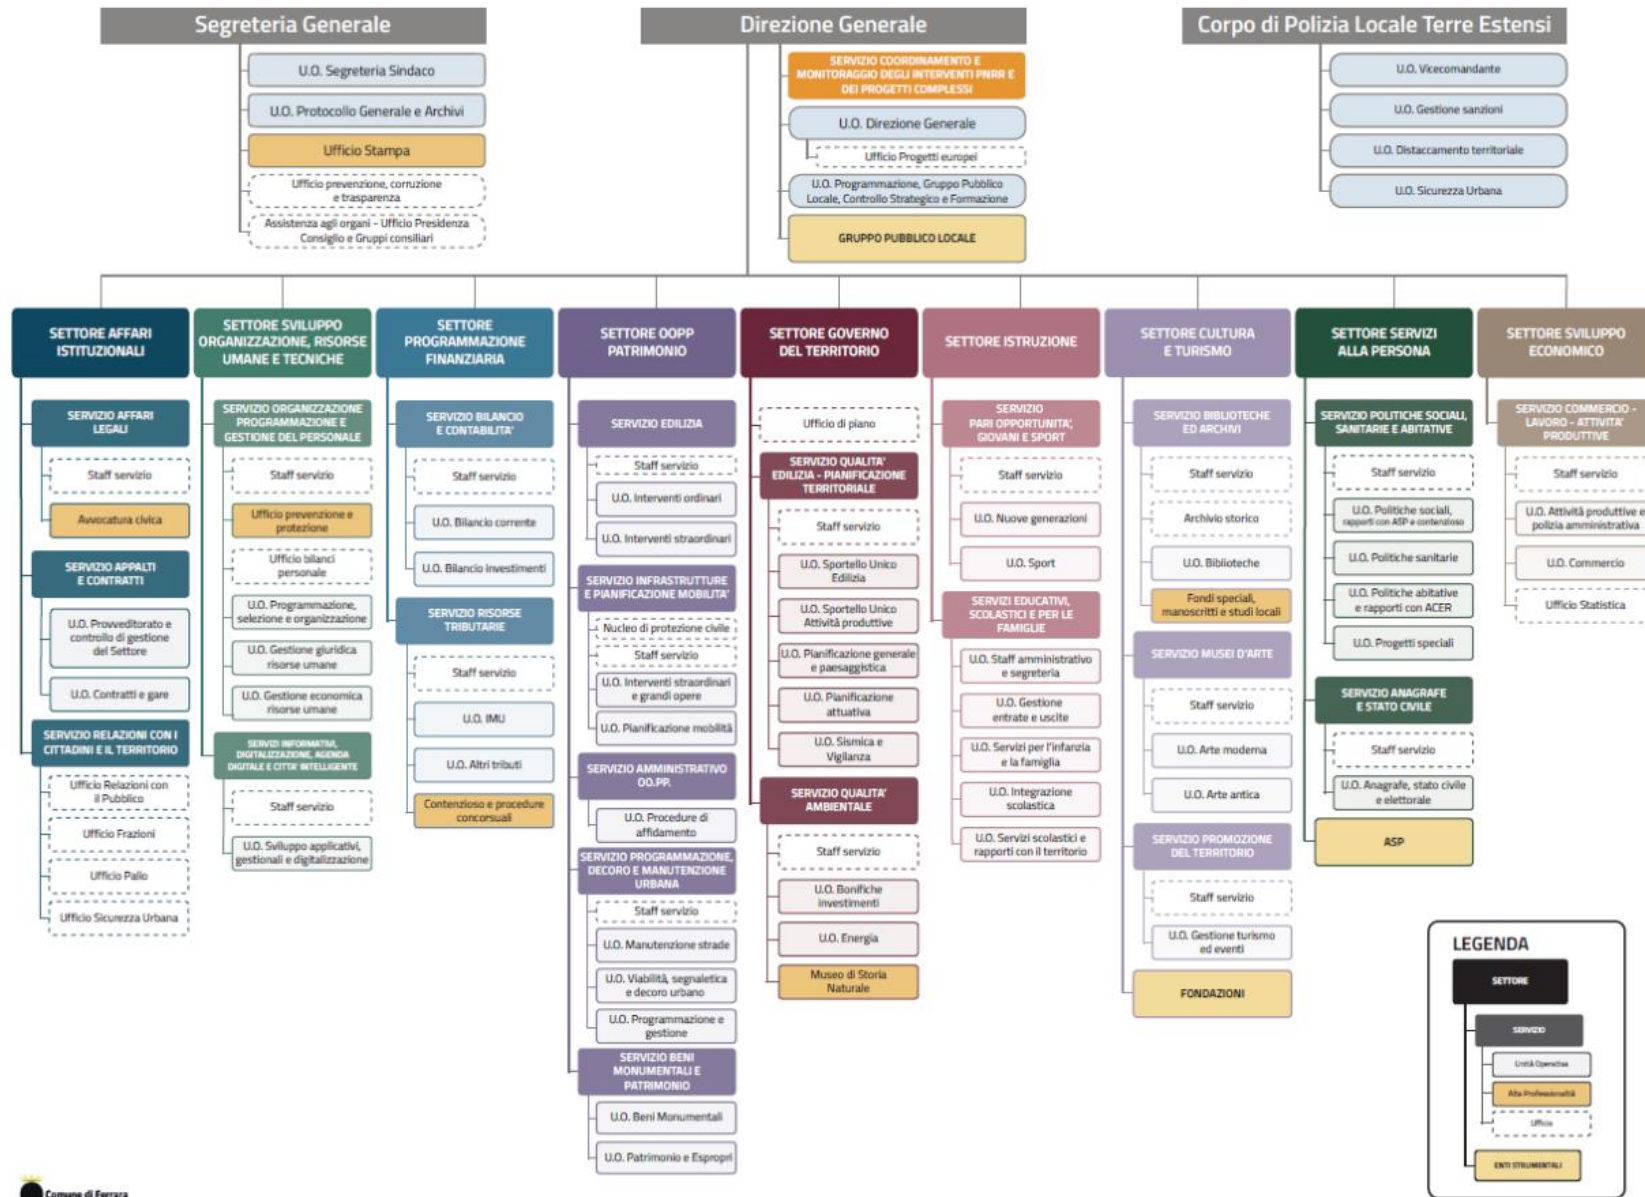 Segreteria Generale
U.O. Segreteria Sindaco
U.O. Protocollo Generale e Archivi
Ufficio Stampa
Ufficio prevenzione, corruzione
e trasparenza
Assistenza agli organi - Ufficio Presidenza
Consiglio e Gruppi consiliari
Direzione Generale
SERVIZIO COORDINAMENTO E
MONITORAGGIO DEGLI INTERVENTI PNRR E
DEI PROGETTI COMPLESSI
U.O. Direzione Generale
Ufficio Progetti europei
U.O. Programmazione, Gruppo Pubblico
Locale, Controllo Strategico e Formazione
GRUPPO PUBBLICO LOCALE
Corpo di Polizia Locale Terre Estensi
U.O. Vicecomandante
U.O. Gestione sanzioni
U.O. Distaccamento territoriale
U.O. Sicurezza Urbana
SETTORE AFFARI
ISTITUZIONALI
SERVIZIO AFFARI
LEGALI
Staff servizio
Avvocatura civica
SERVIZIO APPALTI
E CONTRATTI
U.O. Provveditorato e
controllo di gestione
del Settore
U.O. Contratti e gare
SERVIZIO RELAZIONI CON I
CITTADINI E IL TERRITORIO
Ufficio Relazioni con
il Pubblico
Ufficio Frazioni
Ufficio Palio
Ufficio Sicurezza Urbana
SETTORE SVILUPPO
ORGANIZZAZIONE, RISORSE
UMANE E TECNICHE
SERVIZIO ORGANIZZAZIONE
PROGRAMMAZIONE E
GESTIONE DEL PERSONALE
Staff servizio
Ufficio prevenzione e
protezione
Ufficio bilanci
personale
U.O. Programmazione,
selezione e organizzazione
U.O. Gestione giuridica
risorse umane
U.O. Gestione economica
risorse umane
SERVIZI INFORMATIVI,
DIGITALIZZAZIONE, AGENDA
DIGITALE E CITTA' INTELLIGENTE
Staff servizio
U.O. Sviluppo applicativi,
gestionali e digitalizzazione
SETTORE
PROGRAMMAZIONE
FINANZIARIA
SERVIZIO BILANCIO
E CONTABILITA'
Staff servizio
U.O. Bilancio corrente
U.O. Bilancio investimenti
SERVIZIO RISORSE
TRIBUTARIE
Staff servizio
U.O. IMU
U.O. Altri tributi
Contenzioso e procedure
concorsuali
SETTORE OOPP
PATRIMONIO
SERVIZIO EDILIZIA
Staff servizio
U.O. Interventi ordinari
U.O. Interventi straordinari
SERVIZIO INFRASTRUTTURE
E PIANIFICAZIONE MOBILITA'
Nucleo di protezione civile
Staff servizio
U.O. Interventi straordinari
e grandi opere
U.O. Pianificazione mobilità
SERVIZIO AMMINISTRATIVO
OO.PP.
U.O. Procedure di
affidamento
SERVIZIO PROGRAMMAZIONE,
DECORO E MANUTENZIONE
URBANA
Staff servizio
U.O. Manutenzione strade
U.O. Viabilità, segnaletica
e decoro urbano
U.O. Programmazione e
gestione
SERVIZIO BENI
MONUMENTALI E
PATRIMONIO
U.O. Beni Monumentali
U.O. Patrimonio e Espropri
SETTORE GOVERNO
DEL TERRITORIO
Ufficio di piano
SERVIZIO QUALITA'
EDILIZIA - PIANIFICAZIONE
TERRITORIALE
Staff servizio
U.O. Sportello Unico
Edilizia
U.O. Sportello Unico
Attività produttive
U.O. Pianificazione generale
e paesaggistica
U.O. Pianificazione
attuativa
U.O. Sismica e
Vigilanza
SERVIZIO QUALITA'
AMBIENTALE
Staff servizio
U.O. Bonifiche
investimenti
U.O. Energia
Museo di Storia
Naturale
SETTORE ISTRUZIONE
SERVIZIO
PARI OPPORTUNITA',
GIOVANI E SPORT
Staff servizio
U.O. Nuove generazioni
U.O. Sport
SERVIZI EDUCATIVI,
SCOLASTICI E PER LE
FAMIGLIE
U.O. Staff amministrativo
e segreteria
U.O. Gestione
entrate e uscite
U.O. Servizi per l'infanzia
e la famiglia
U.O. Integrazione
scolastica
U.O. Servizi scolastici e
rapporti con il territorio
SETTORE CULTURA
E TURISMO
SERVIZIO BIBLIOTECHE
ED ARCHIVI
Staff servizio
Archivio storico
U.O. Biblioteche
Fondi speciali,
manoscritti e studi locali
SERVIZIO MUSEI D'ARTE
Staff servizio
U.O. Arte moderna
U.O. Arte antica
SERVIZIO PROMOZIONE
DEL TERRITORIO
Staff servizio
U.O. Gestione turismo
ed eventi
FONDAZIONI
SETTORE SERVIZI
ALLA PERSONA
SERVIZIO POLITICHE SOCIALI,
SANITARIE E ABITATIVE
Staff servizio
U.O. Politiche sociali,
rapporti con ASP e contenzioso
U.O. Politiche sanitarie
U.O. Politiche abitative
e rapporti con ACER
U.O. Progetti speciali
SERVIZIO ANAGRAFE
E STATO CIVILE
Staff servizio
U.O. Anagrafe, stato civile
e elettorale
ASP
SETTORE SVILUPPO
ECONOMICO
SERVIZIO COMMERCIO -
LAVORO - ATTIVITA'
PRODUTTIVE
Staff servizio
U.O. Attività produttive e
polizia amministrativa
U.O. Commercio
Ufficio Statistica
LEGENDA
SETTORE
SERVIZIO
Unità Operativa
Alta Professionalità
Ufficio
ENTI STRUMENTALI
Comune di Ferrara